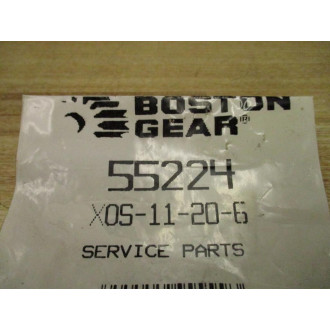 BOSTON
GEAR®
55224
XOS-11-20-6
SERVICE PARTS